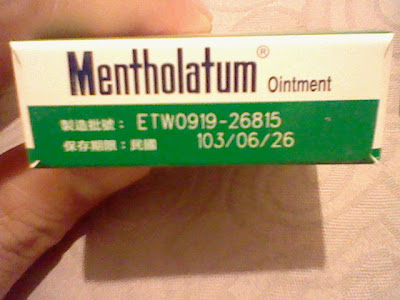 Mentholatum® Ointment
製造批號： ETW0919-26815
保存期限：民國 103/06/26